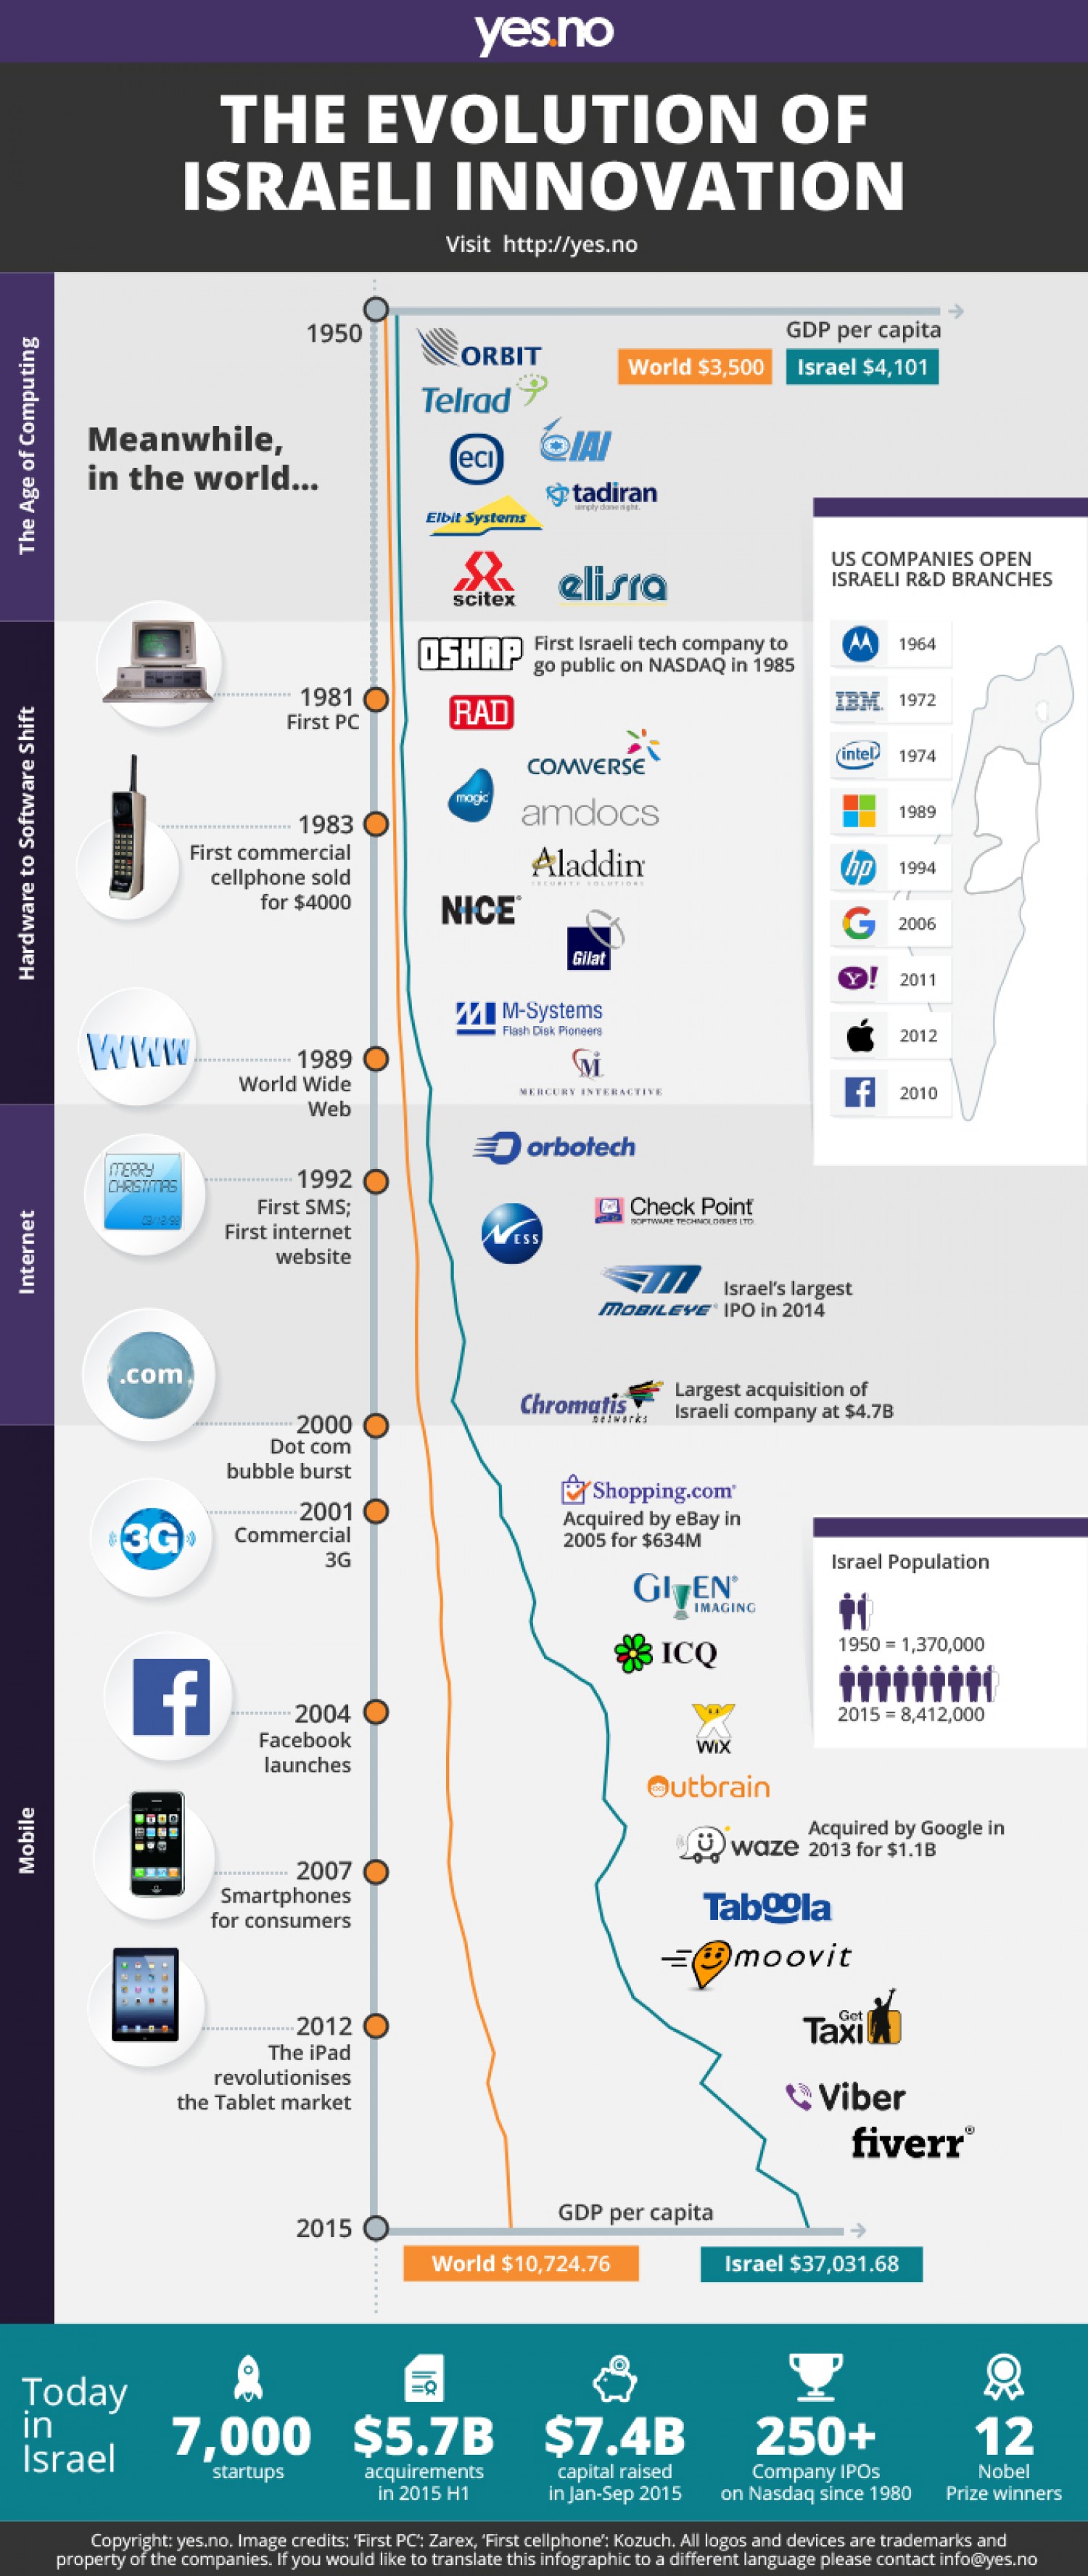 yes.no
THE EVOLUTION OF
ISRAELI INNOVATION
Visit http://yes.no
The Age of Computing
1950
GDP per capita
World $3,500
Israel $4,101
Meanwhile,
in the world...
ORBIT
Telrad
ECI
IAI
tadiran
simply done right.
Elbit Systems
scitex
elisra
US COMPANIES OPEN
ISRAELI R&D BRANCHES
1964
IBM 1972
intel 1974
1989
hp 1994
G 2006
Y! 2011
2012
f 2010
Hardware to Software Shift
OSHAP
First Israeli tech company to
go public on NASDAQ in 1985
1981
First PC
RAD
COMVERSE
magic
amdocs
1983
First commercial
cellphone sold
for $4000
Aladdin
SECURITY SOLUTIONS
NICE®
Gilat
M-Systems
Flash Disk Pioneers
www
1989
World Wide
Web
M
MERCURY INTERACTIVE
Internet
orbotech
MERRY
CHRISTMAS
03/12/92
1992
First SMS;
First internet
website
NESS
Check Point
SOFTWARE TECHNOLOGIES LTD.
MOBILEYE®
Israel's largest
IPO in 2014
.com
Chromatis
networks
Largest acquisition of
Israeli company at $4.7B
2000
Dot com
bubble burst
Mobile
Shopping.com®
Acquired by eBay in
2005 for $634M
3G
2001
Commercial
3G
GIVEN®
IMAGING
Israel Population
1950 = 1,370,000
2015 = 8,412,000
ICQ
f
2004
Facebook
launches
WiX
Outbrain
waze
Acquired by Google in
2013 for $1.1B
2007
Smartphones
for consumers
Taboola
moovit
Get
Taxi
2012
The iPad
revolutionises
the Tablet market
Viber
fiverr®
2015
GDP per capita
World $10,724.76
Israel $37,031.68
Today
in
Israel
7,000
startups
$5.7B
acquirements
in 2015 H1
$7.4B
capital raised
in Jan-Sep 2015
250+
Company IPOs
on Nasdaq since 1980
12
Nobel
Prize winners
Copyright: yes.no. Image credits: 'First PC': Zarex, 'First cellphone': Kozuch. All logos and devices are trademarks and
property of the companies. If you would like to translate this infographic to a different language please contact info@yes.no